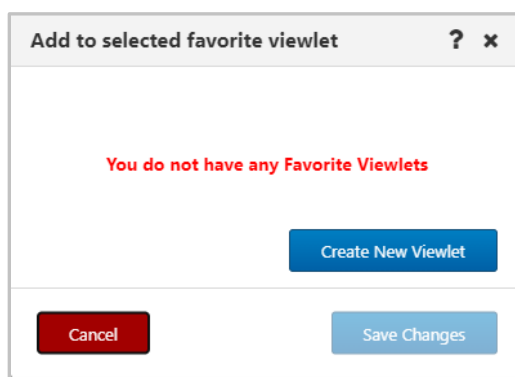 Add to selected favorite viewlet ? ×
You do not have any Favorite Viewlets
Create New Viewlet
Cancel Save Changes